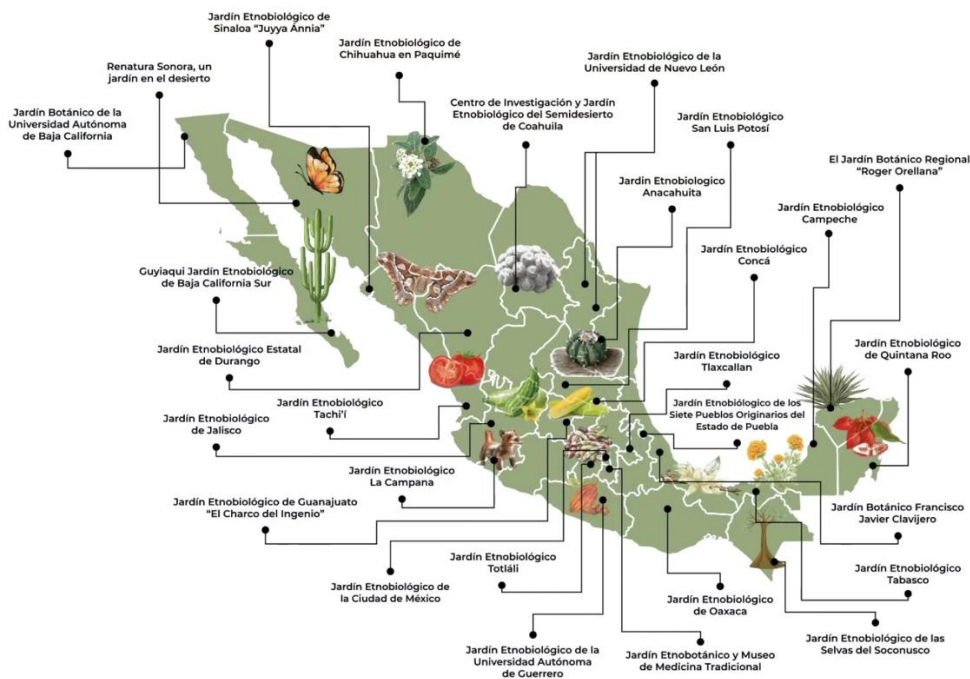 Jardín Etnobiológico de
Sinaloa “Juyya Ánnia”
Jardín Etnobiológico de
Chihuahua en Paquimé
Jardín Etnobiológico de la
Universidad de Nuevo León
Renatura Sonora, un
jardín en el desierto
Centro de Investigación y Jardín
Etnobiológico del Semidesierto
de Coahuila
Jardín Botánico de la
Universidad Autónoma
de Baja California
Jardín Etnobiológico
San Luis Potosí
El Jardín Botánico Regional
“Roger Orellana”
Jardin Etnobiologico
Anacahuita
Jardín Etnobiológico
Campeche
Jardín Etnobiológico
Concá
Guyiaqui Jardín Etnobiológico
de Baja California Sur
Jardín Etnobiológico
de Quintana Roo
Jardín Etnobiológico Estatal
de Durango
Jardín Etnobiológico
Tlaxcallan
Jardín Etnobiológico
Tachi’í
Jardín Etnobiólogico de los
Siete Pueblos Originarios del
Estado de Puebla
Jardín Etnobiológico
de Jalisco
Jardín Etnobiológico
La Campana
Jardín Etnobiológico de Guanajuato
“El Charco del Ingenio”
Jardín Botánico Francisco
Javier Clavijero
Jardín Etnobiológico
Totláli
Jardín Etnobiológico
Tabasco
Jardín Etnobiológico de
la Ciudad de México
Jardín Etnobiológico
de Oaxaca
Jardín Etnobiológico de las
Selvas del Soconusco
Jardín Etnobiológico de la
Universidad Autónoma
de Guerrero
Jardín Etnobotánico y Museo
de Medicina Tradicional